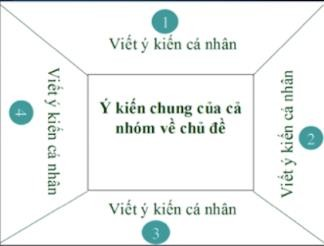 1
Viết ý kiến cá nhân
Viết ý kiến cá nhân
4
Ý kiến chung của cả
nhóm về chủ đề
Viết ý kiến cá nhân
2
Viết ý kiến cá nhân
3